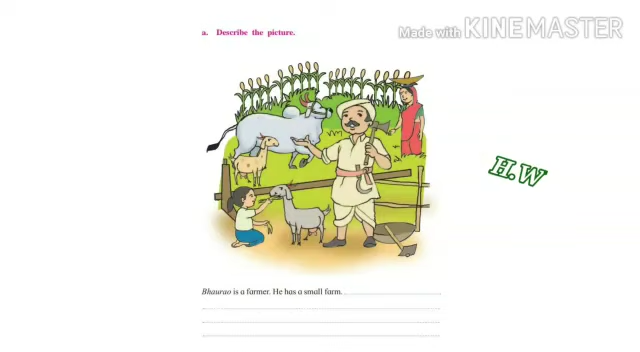 a. Describe the picture.
Made with KINEMASTER
H.W
Bhaurao is a farmer. He has a small farm.